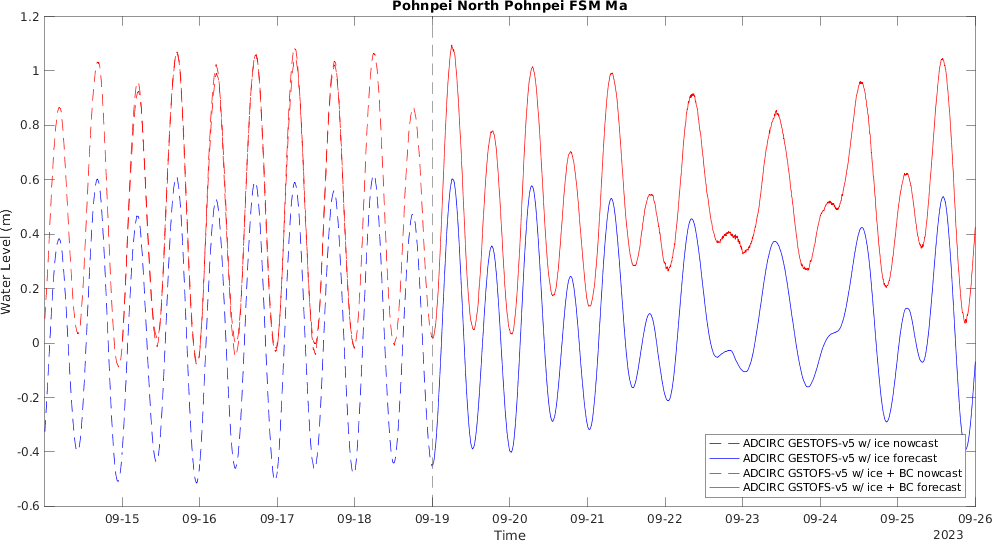 Pohnpei North Pohnpei FSM Ma
1.2
1
0.8
0.6
0.4
0.2
0
-0.2
-0.4
-0.6
Water Level (m)
ADCIRC GESTOFS-v5 w/ ice nowcast
ADCIRC GESTOFS-v5 w/ ice forecast
ADCIRC GSTOFS-v5 w/ ice + BC nowcast
ADCIRC GSTOFS-v5 w/ ice + BC forecast
09-15 09-16 09-17 09-18 09-19 09-20 09-21 09-22 09-23 09-24 09-25 09-26
Time
2023